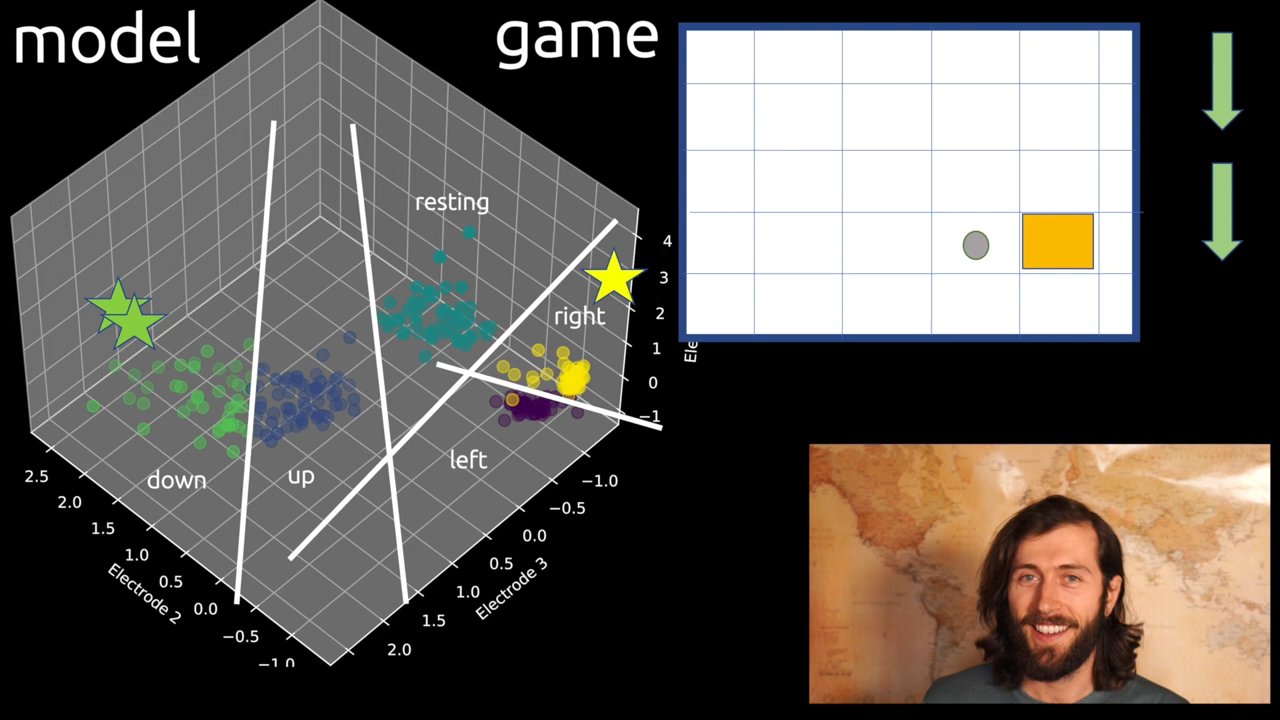 model
game
resting
right
left
up
down
4
3
2
1
0
−1
2.5
2.0
1.5
1.0
0.5
0.0
−0.5
−1.0
Electrode 2
−1.0
−0.5
0.0
0.5
1.0
1.5
2.0
Electrode 3
Ele